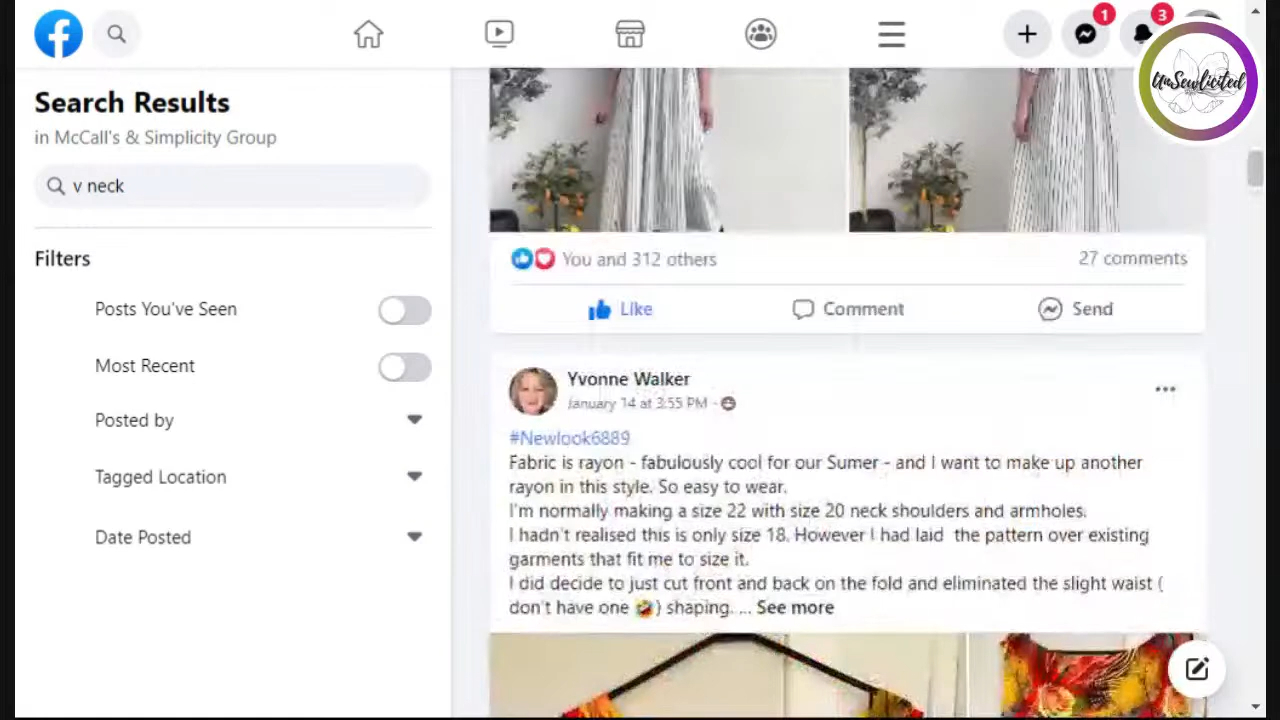 1
3
UnSewlicited
Search Results
in McCall's & Simplicity Group
v neck
Filters
Posts You've Seen
Most Recent
Posted by
Tagged Location
Date Posted
You and 312 others
27 comments
Like
Comment
Send
Yvonne Walker
January 14 at 3:55 PM ·
#Newlook6889
Fabric is rayon - fabulously cool for our Sumer - and I want to make up another
rayon in this style. So easy to wear.
I'm normally making a size 22 with size 20 neck shoulders and armholes.
I hadn't realised this is only size 18. However I had laid the pattern over existing
garments that fit me to size it.
I did decide to just cut front and back on the fold and eliminated the slight waist (
don't have one 🤣) shaping. ... See more